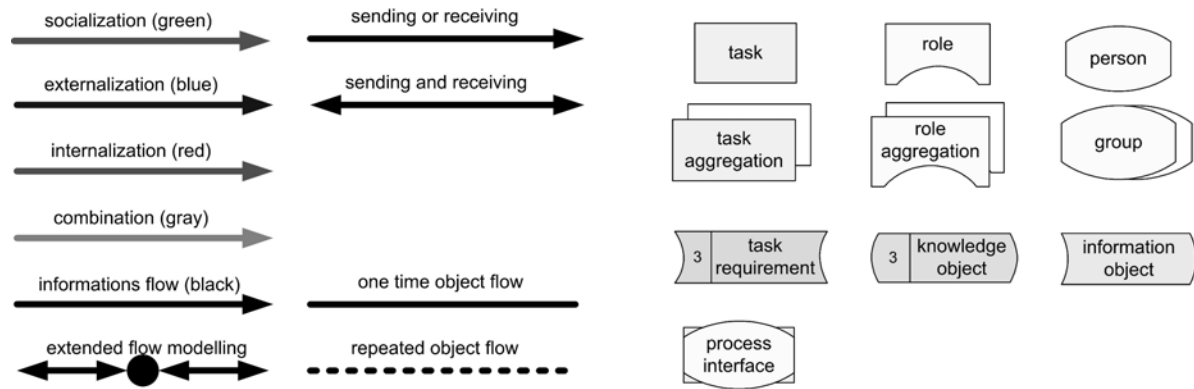 socialization (green)
sending or receiving
externalization (blue)
sending and receiving
internalization (red)
combination (gray)
informations flow (black)
one time object flow
extended flow modelling
repeated object flow
task
role
person
task
aggregation
role
aggregation
group
3
task
requirement
3
knowledge
object
information
object
process
interface